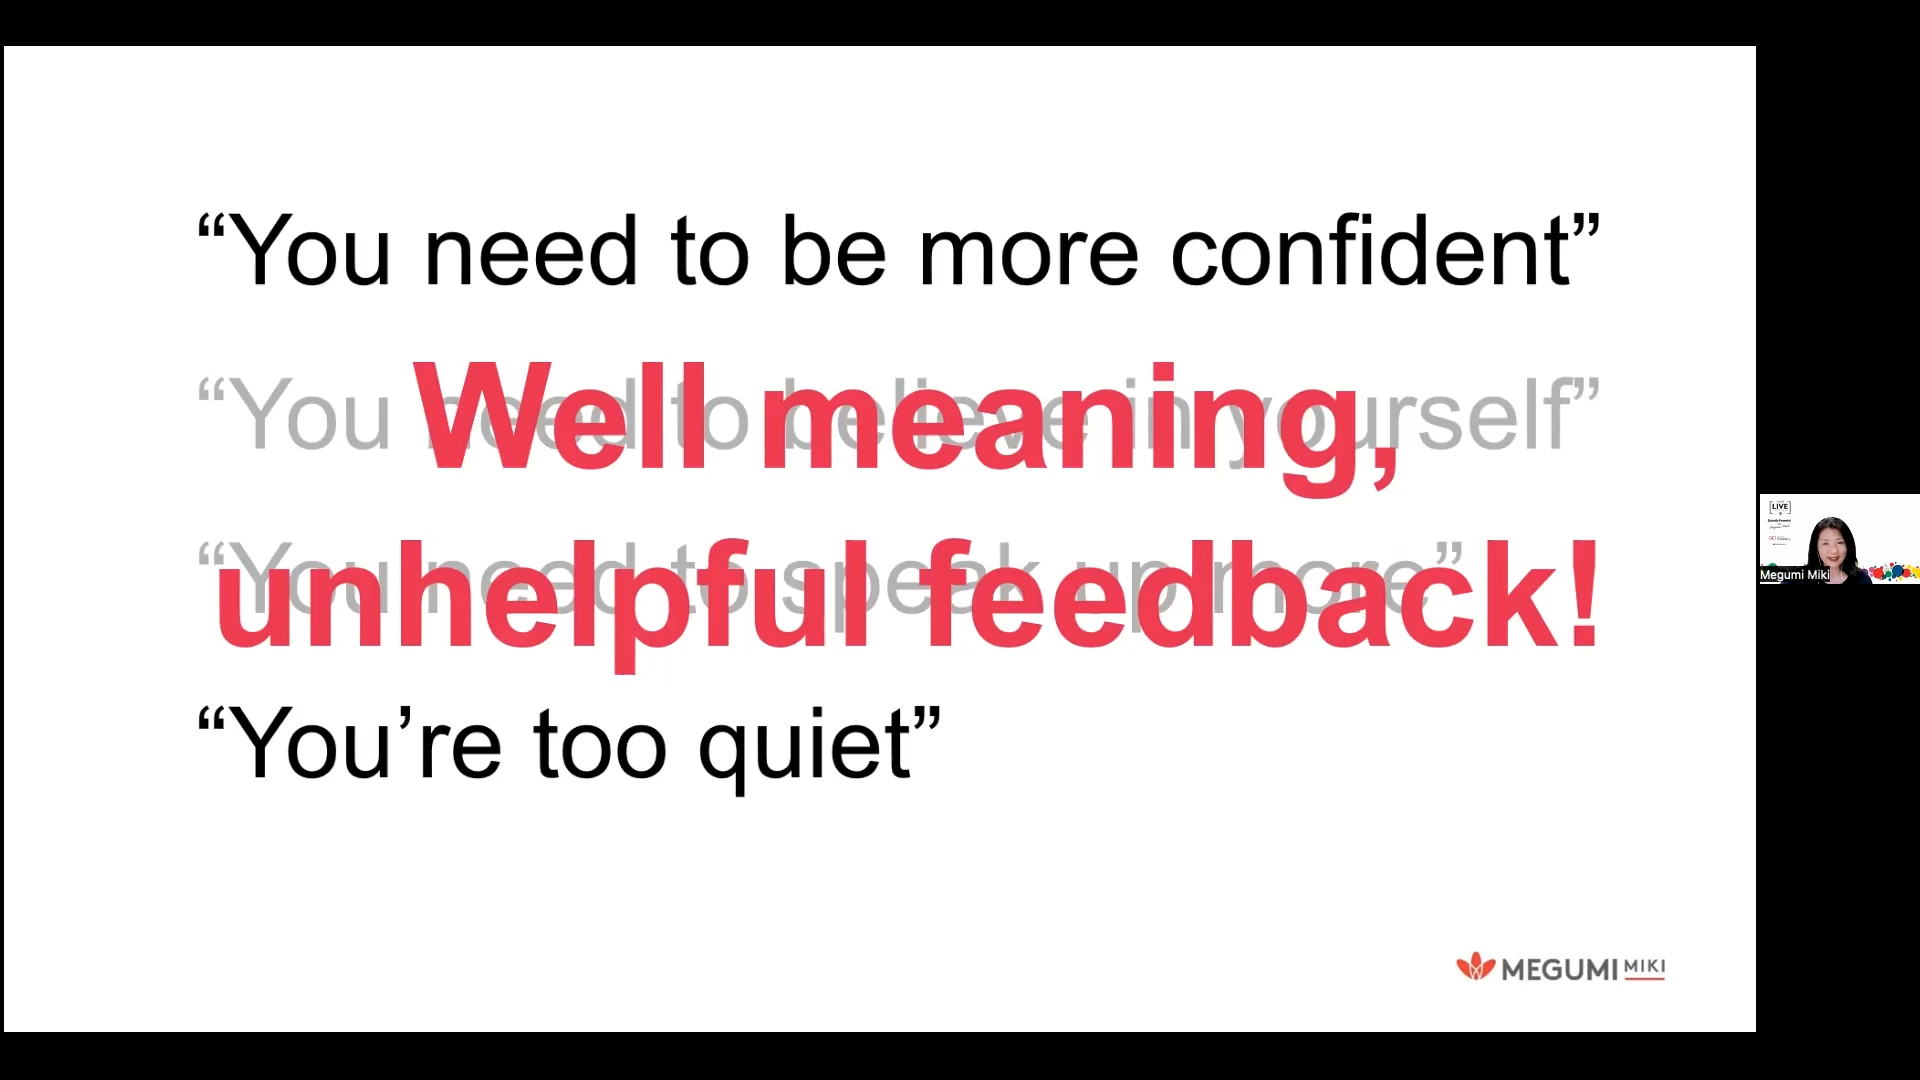 “You need to be more confident”
“You need to believe in yourself”
Well meaning,
“You need to speak up more”
unhelpful feedback!
“You’re too quiet”
MEGUMI MIKI
[LIVE]
Megumi Miki